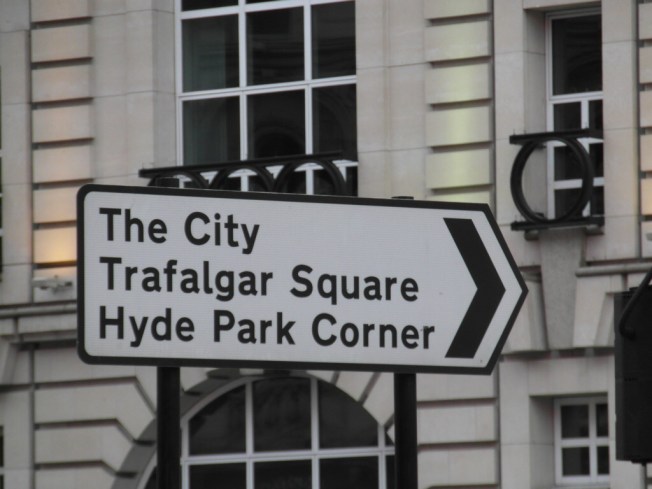 The City
Trafalgar Square
Hyde Park Corner